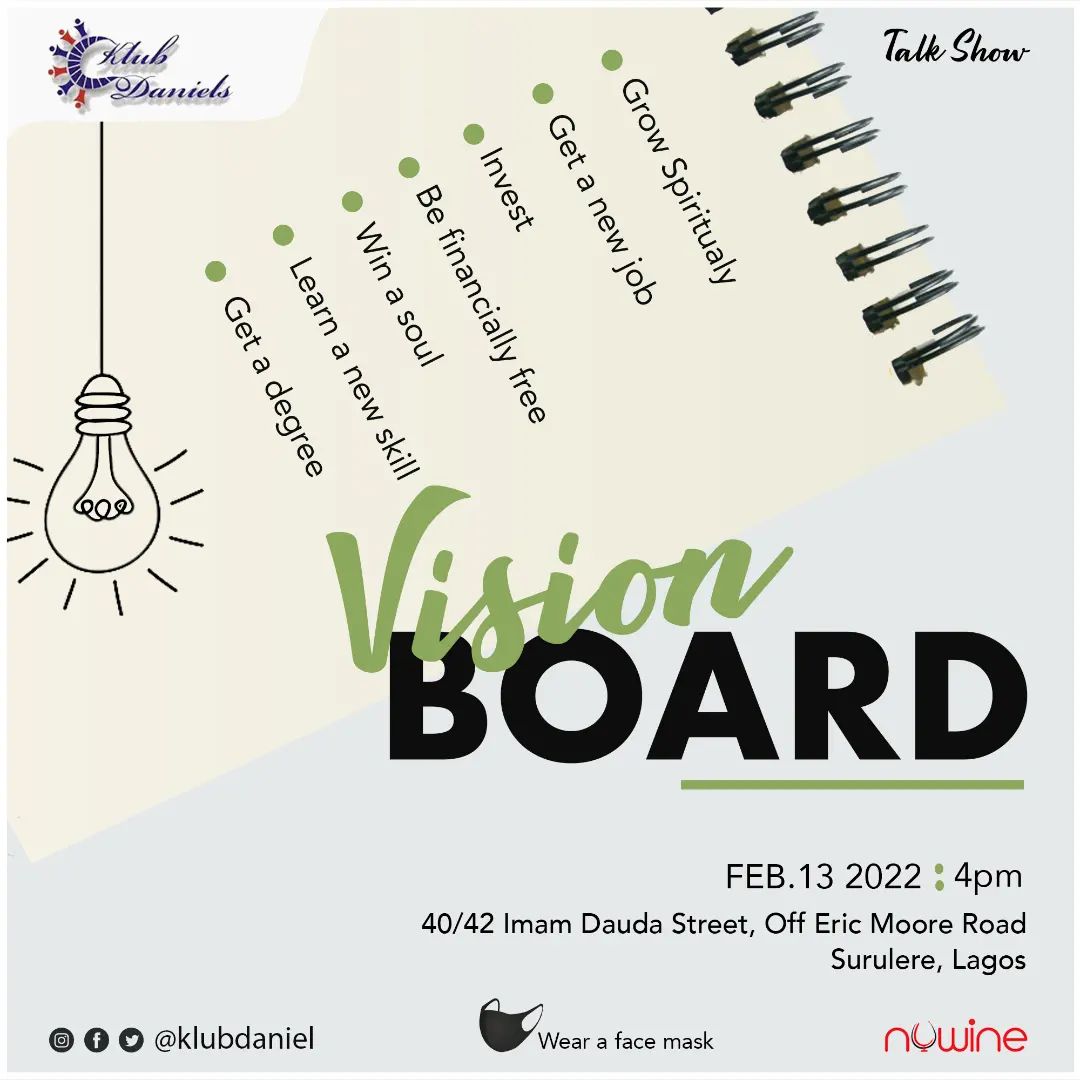 Klub
Daniels
Talk Show
Grow Spiritualy
Get a new job
Invest
Be financially free
Win a soul
Learn a new skill
Get a degree
Vision
BOARD
FEB.13 2022 : 4pm
40/42 Imam Dauda Street, Off Eric Moore Road
Surulere, Lagos
@klubdaniel
Wear a face mask
nuwine